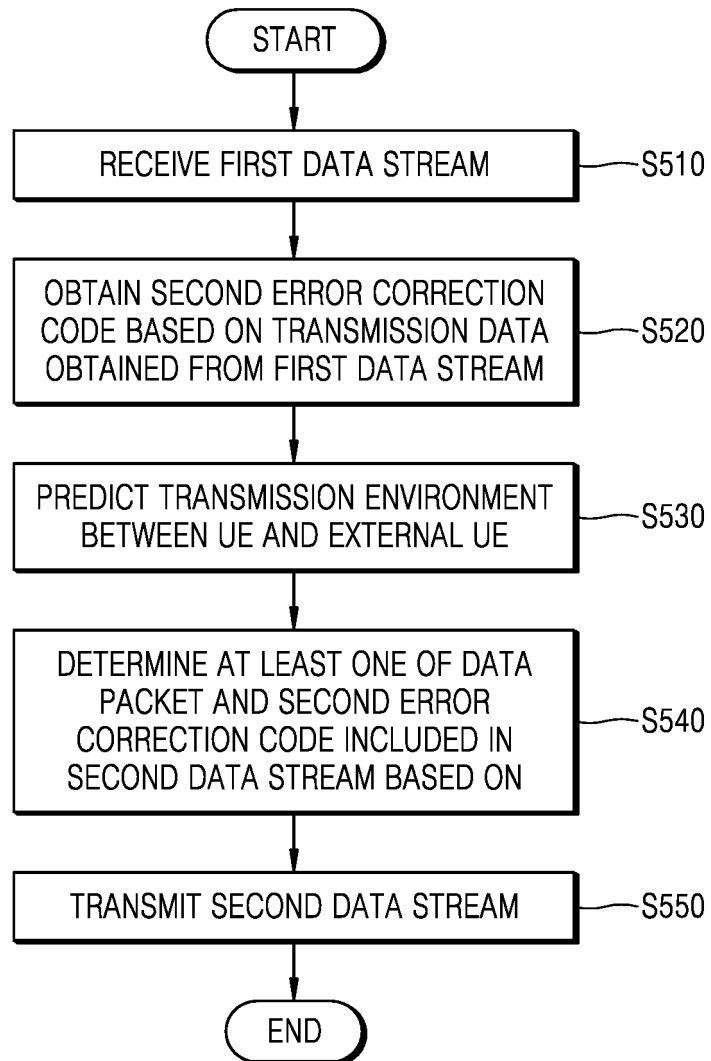 START
RECEIVE FIRST DATA STREAM
S510
OBTAIN SECOND ERROR CORRECTION
CODE BASED ON TRANSMISSION DATA
OBTAINED FROM FIRST DATA STREAM
S520
PREDICT TRANSMISSION ENVIRONMENT
BETWEEN UE AND EXTERNAL UE
S530
DETERMINE AT LEAST ONE OF DATA
PACKET AND SECOND ERROR
CORRECTION CODE INCLUDED IN
SECOND DATA STREAM BASED ON
S540
TRANSMIT SECOND DATA STREAM
S550
END